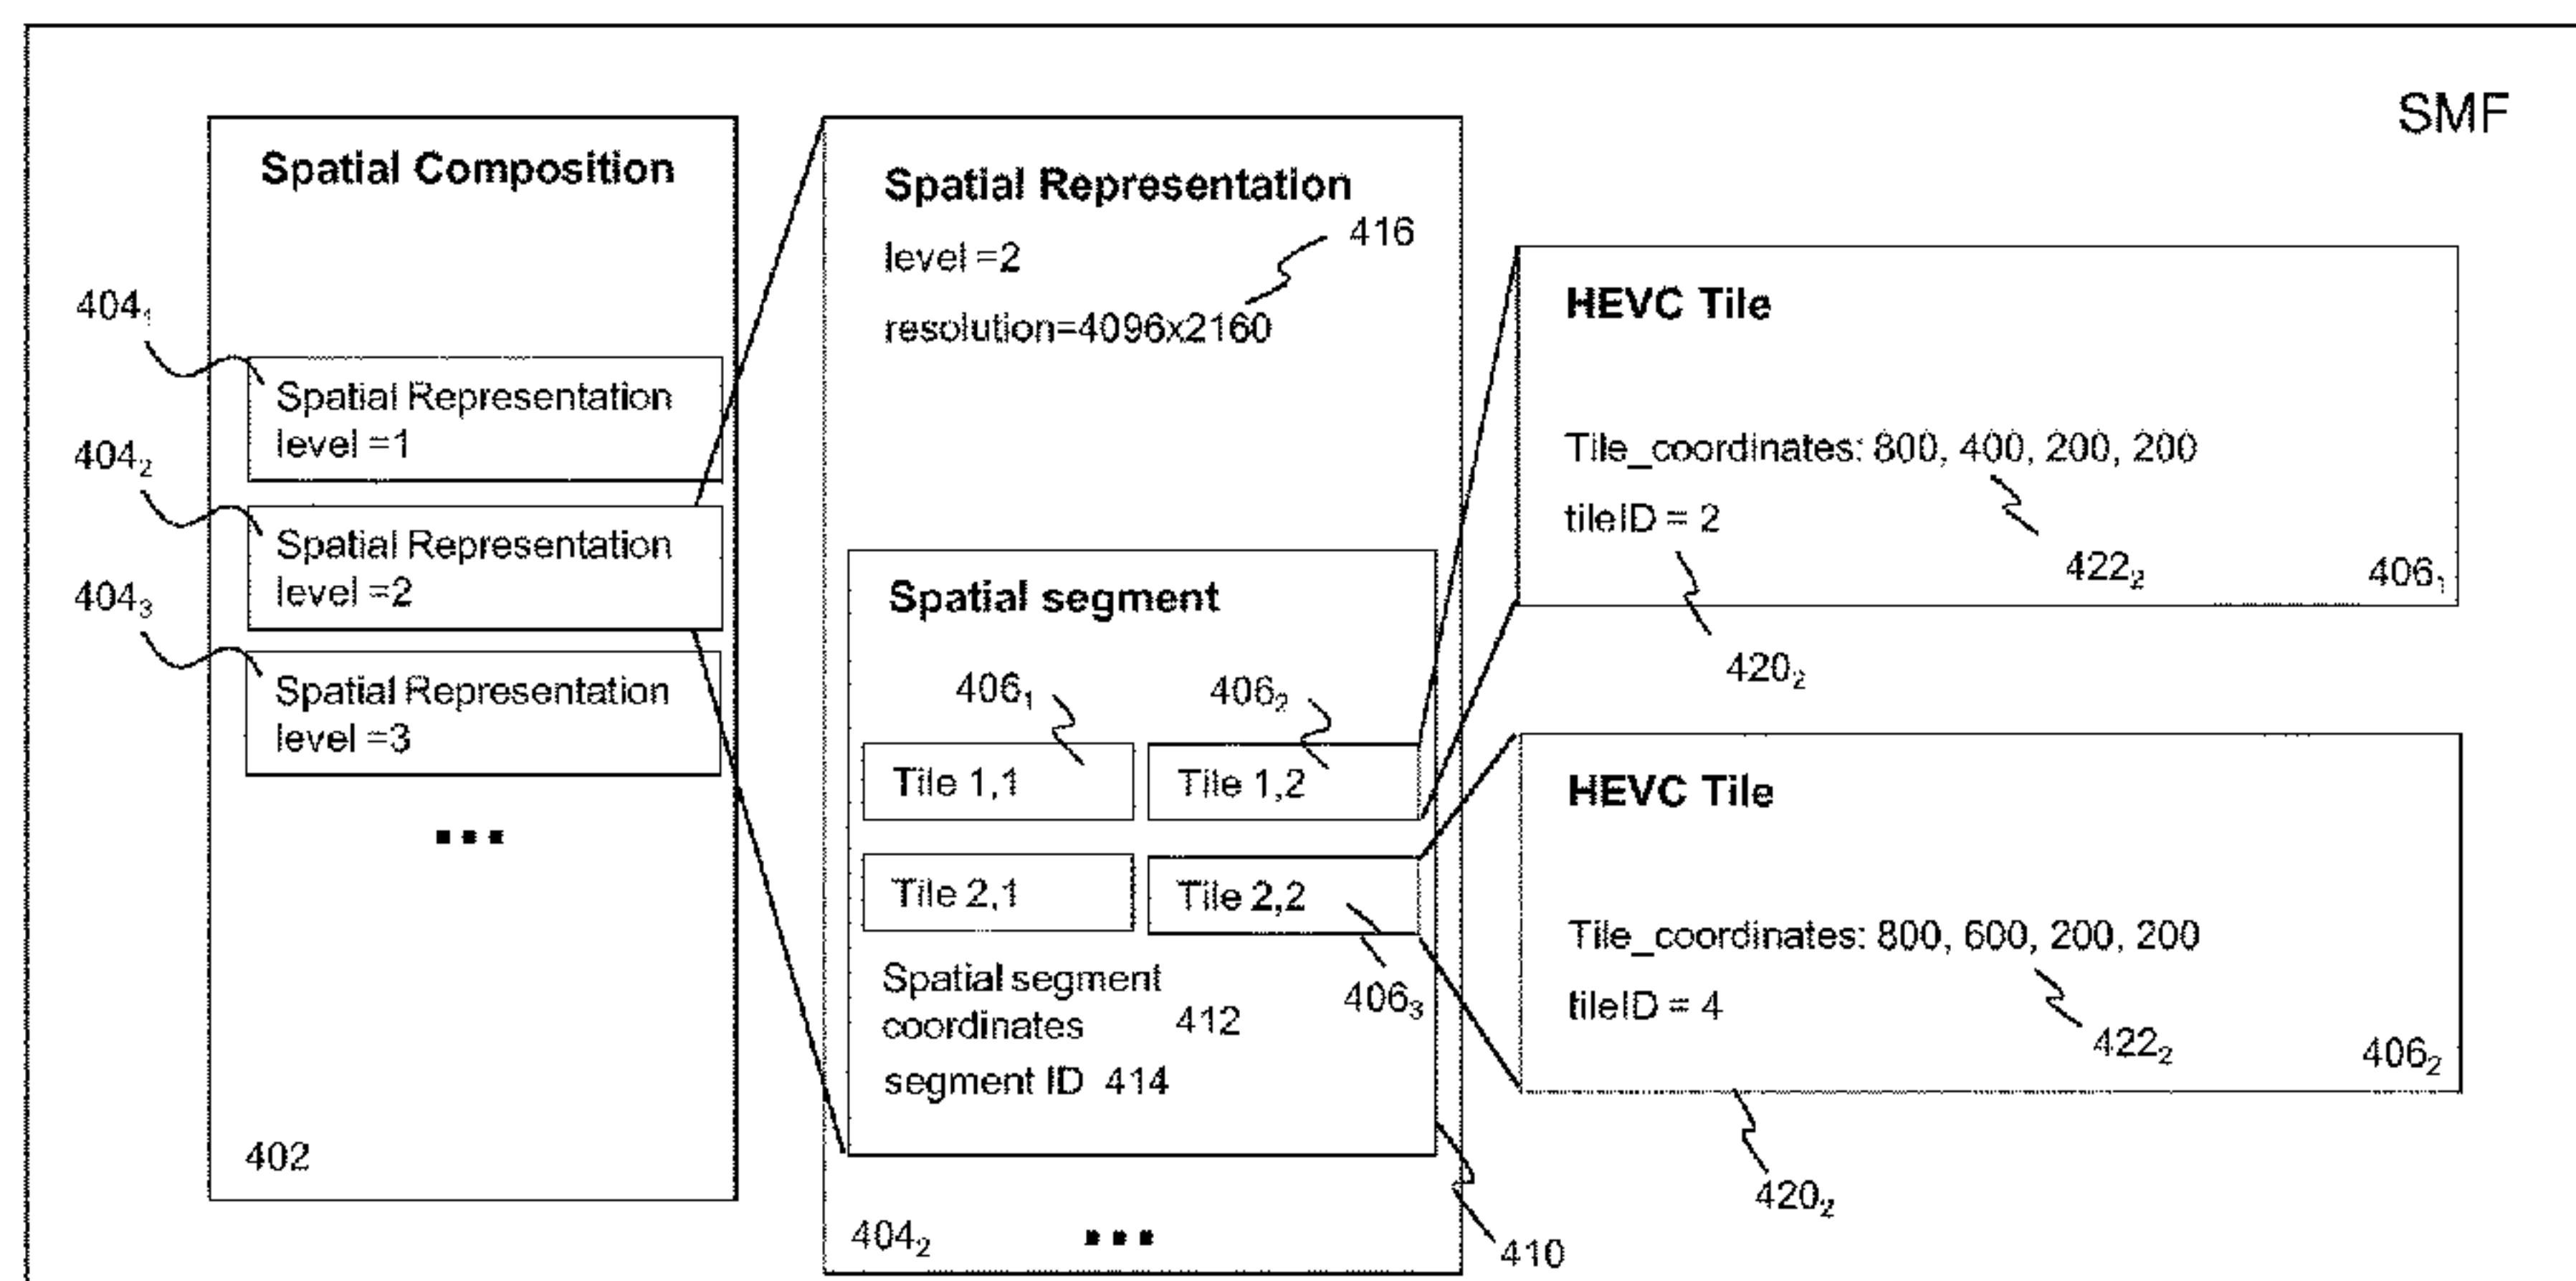 SMF
Spatial Composition
404₁
Spatial Representation
level =1
404₂
Spatial Representation
level =2
404₃
Spatial Representation
level =3
...
402
Spatial Representation
level =2
416
resolution=4096x2160
Spatial segment
406₁
406₂
Tile 1,1
Tile 1,2
Tile 2,1
Tile 2,2
406₃
Spatial segment
coordinates
412
segment ID 414
404₂
...
410
HEVC Tile
Tile_coordinates: 800, 400, 200, 200
tileID = 2
422₂
406₁
420₂
HEVC Tile
Tile_coordinates: 800, 600, 200, 200
tileID = 4
422₂
406₂
420₂